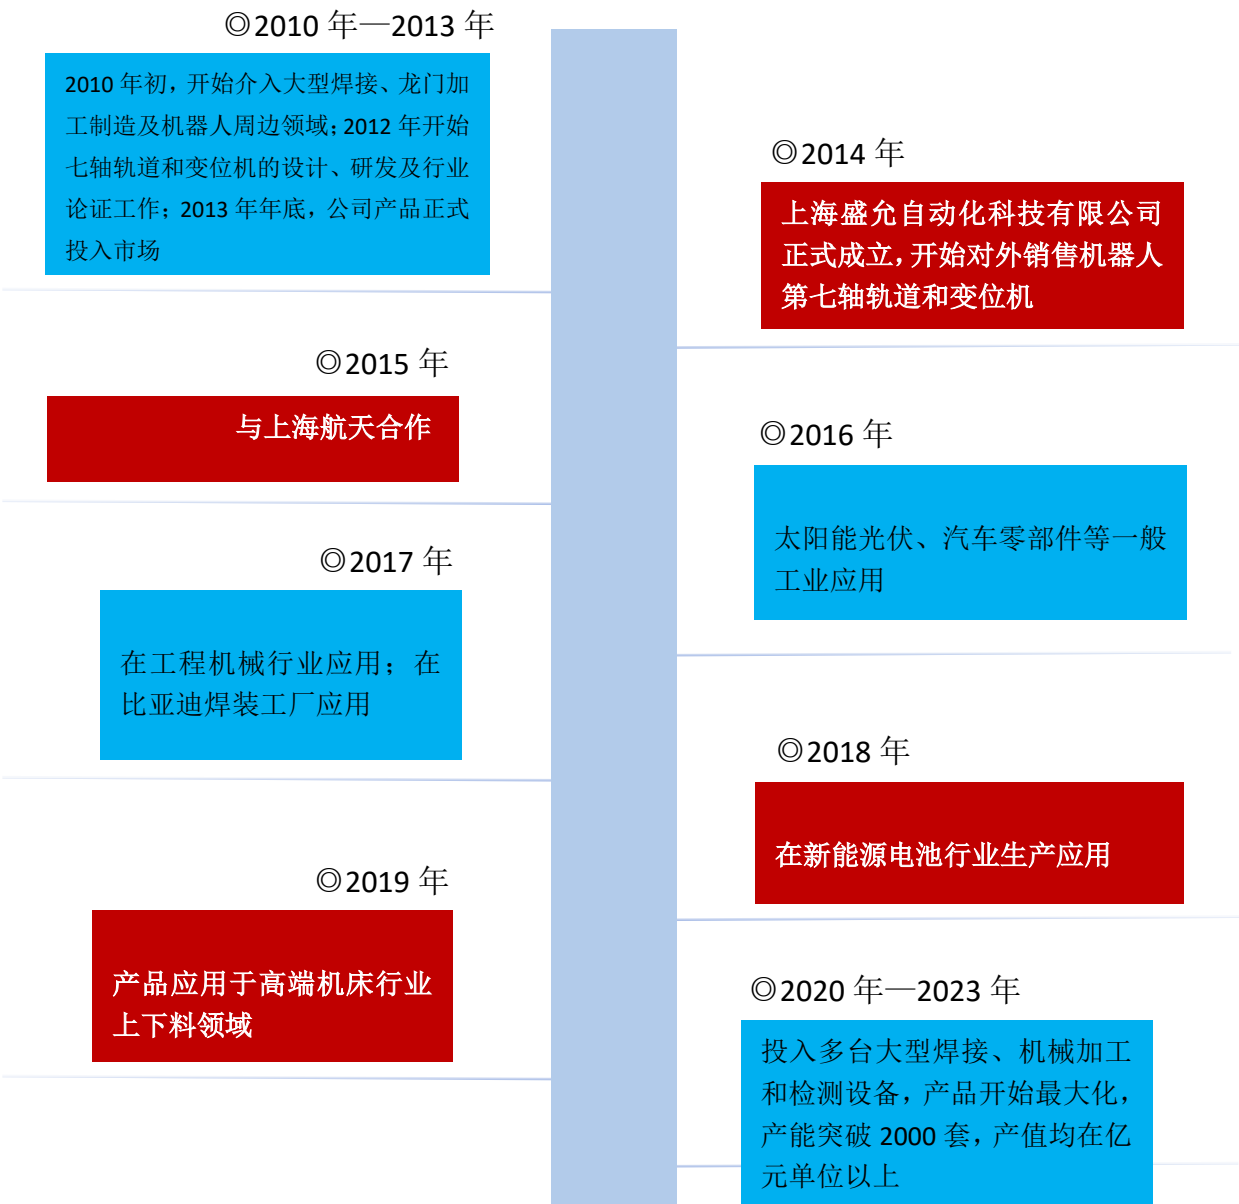 ◎2010 年—2013 年
2010 年初，开始介入大型焊接、龙门加
工制造及机器人周边领域；2012 年开始
七轴轨道和变位机的设计、研发及行业
论证工作；2013 年年底，公司产品正式
投入市场
◎2014 年
上海盛允自动化科技有限公司
正式成立，开始对外销售机器人
第七轴轨道和变位机
◎2015 年
与上海航天合作
◎2016 年
太阳能光伏、汽车零部件等一般
工业应用
◎2017 年
在工程机械行业应用；在
比亚迪焊装工厂应用
◎2018 年
在新能源电池行业生产应用
◎2019 年
产品应用于高端机床行业
上下料领域
◎2020 年—2023 年
投入多台大型焊接、机械加工
和检测设备，产品开始最大化，
产能突破 2000 套，产值均在亿
元单位以上